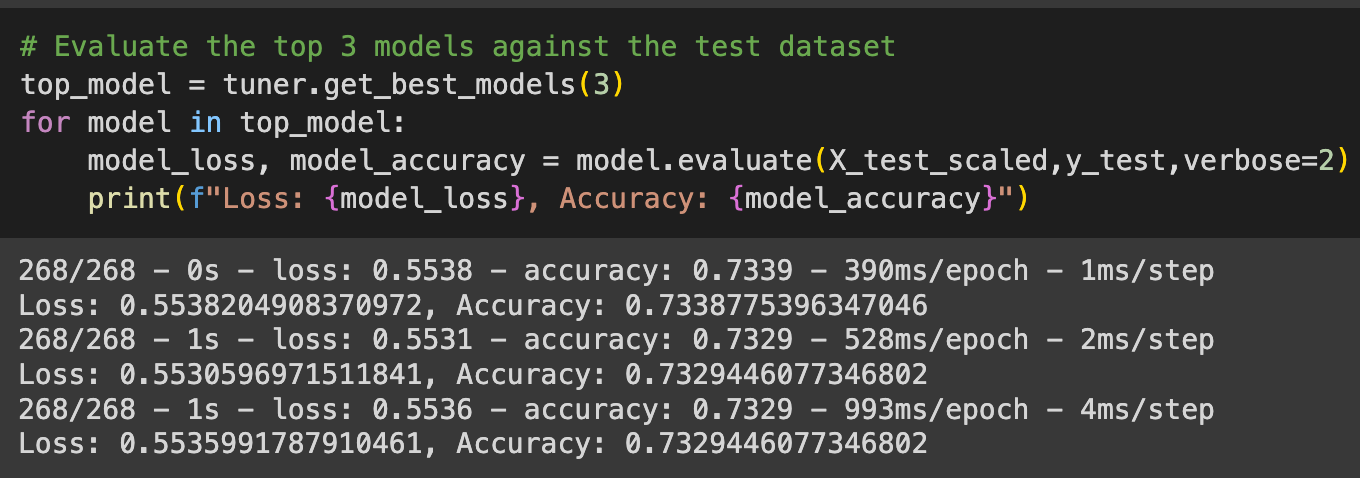 # Evaluate the top 3 models against the test dataset
top_model = tuner.get_best_models(3)
for model in top_model:
    model_loss, model_accuracy = model.evaluate(X_test_scaled,y_test,verbose=2)
    print(f"Loss: {model_loss}, Accuracy: {model_accuracy}")
268/268 - 0s - loss: 0.5538 - accuracy: 0.7339 - 390ms/epoch - 1ms/step
Loss: 0.5538204908370972, Accuracy: 0.7338775396347046
268/268 - 1s - loss: 0.5531 - accuracy: 0.7329 - 528ms/epoch - 2ms/step
Loss: 0.5530596971511841, Accuracy: 0.7329446077346802
268/268 - 1s - loss: 0.5536 - accuracy: 0.7329 - 993ms/epoch - 4ms/step
Loss: 0.5535991787910461, Accuracy: 0.7329446077346802